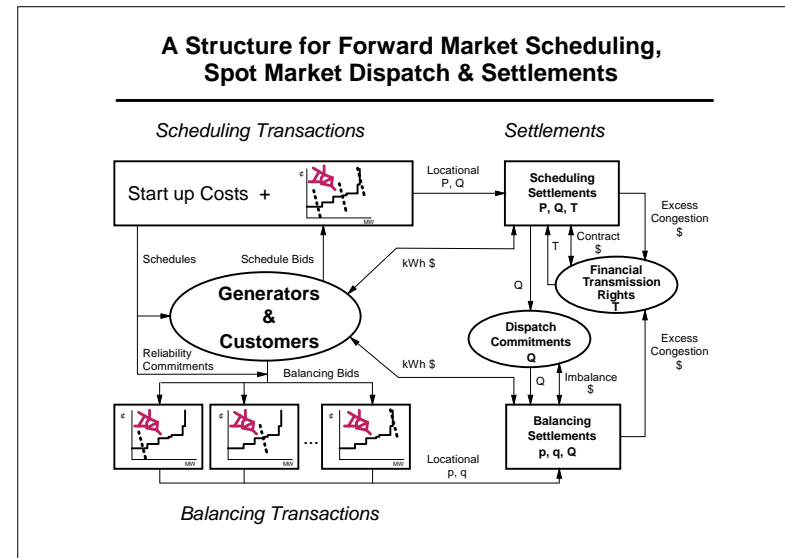 A Structure for Forward Market Scheduling,
Spot Market Dispatch & Settlements
Scheduling Transactions
Settlements
Start up Costs +
¢
MW
Locational
P, Q
Scheduling
Settlements
P, Q, T
Excess
Congestion
$
Schedules
Schedule Bids
kWh $
T
Contract
$
Financial
Transmission
Rights
T
Generators
&
Customers
Q
Dispatch
Commitments
Q
Reliability
Commitments
Balancing Bids
kWh $
Q
Imbalance
$
Excess
Congestion
$
¢
MW
¢
MW
...
¢
MW
Balancing
Settlements
p, q, Q
Locational
p, q
Balancing Transactions